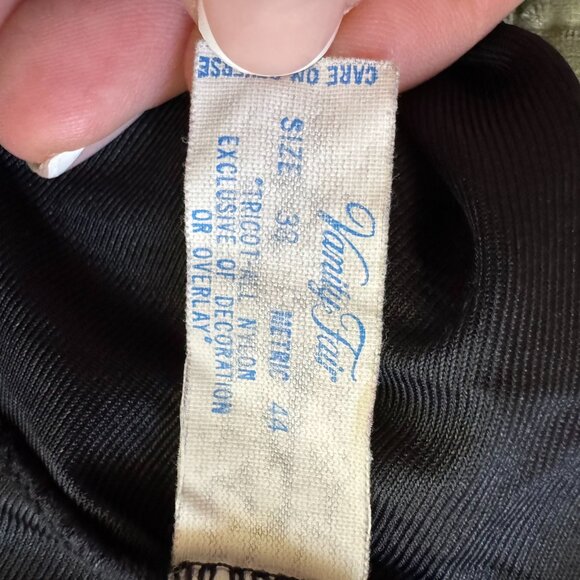 CARE ON REVERSE
Vanity Fair
SIZE 38 METRIC 44
"TRICOT-ALL NYLON
EXCLUSIVE OF DECORATION
OR OVERLAY"